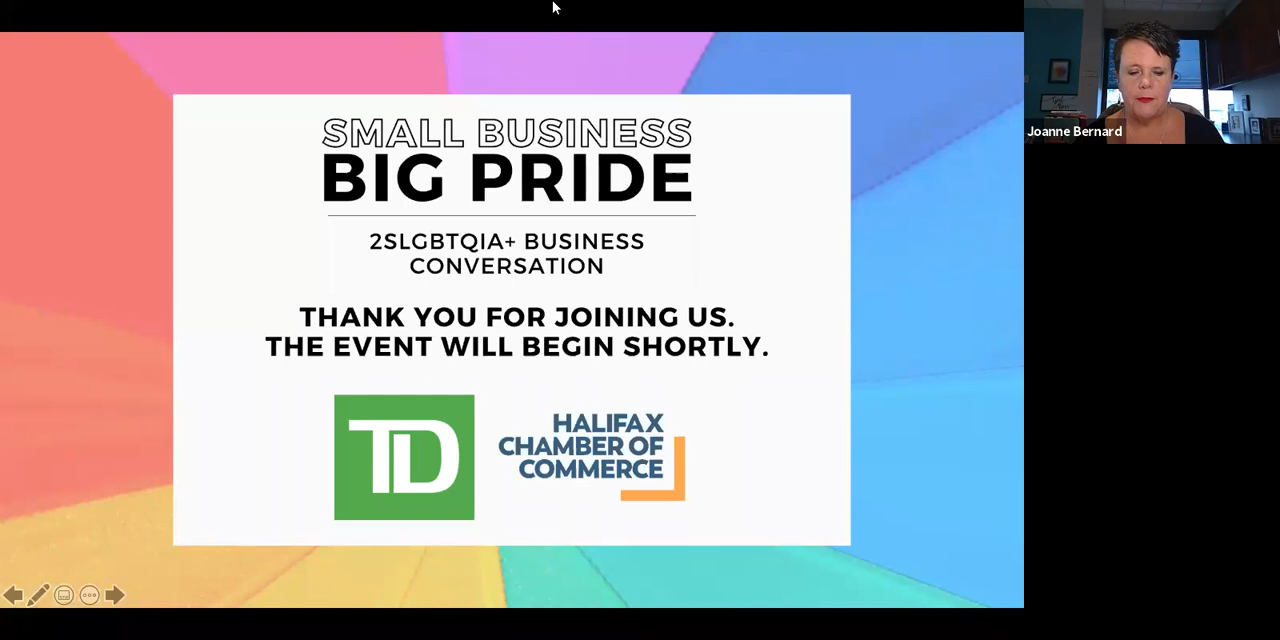 SMALL BUSINESS
BIG PRIDE
2SLGBTQIA+ BUSINESS
CONVERSATION
THANK YOU FOR JOINING US.
THE EVENT WILL BEGIN SHORTLY.
TD
HALIFAX
CHAMBER OF
COMMERCE
Joanne Bernard